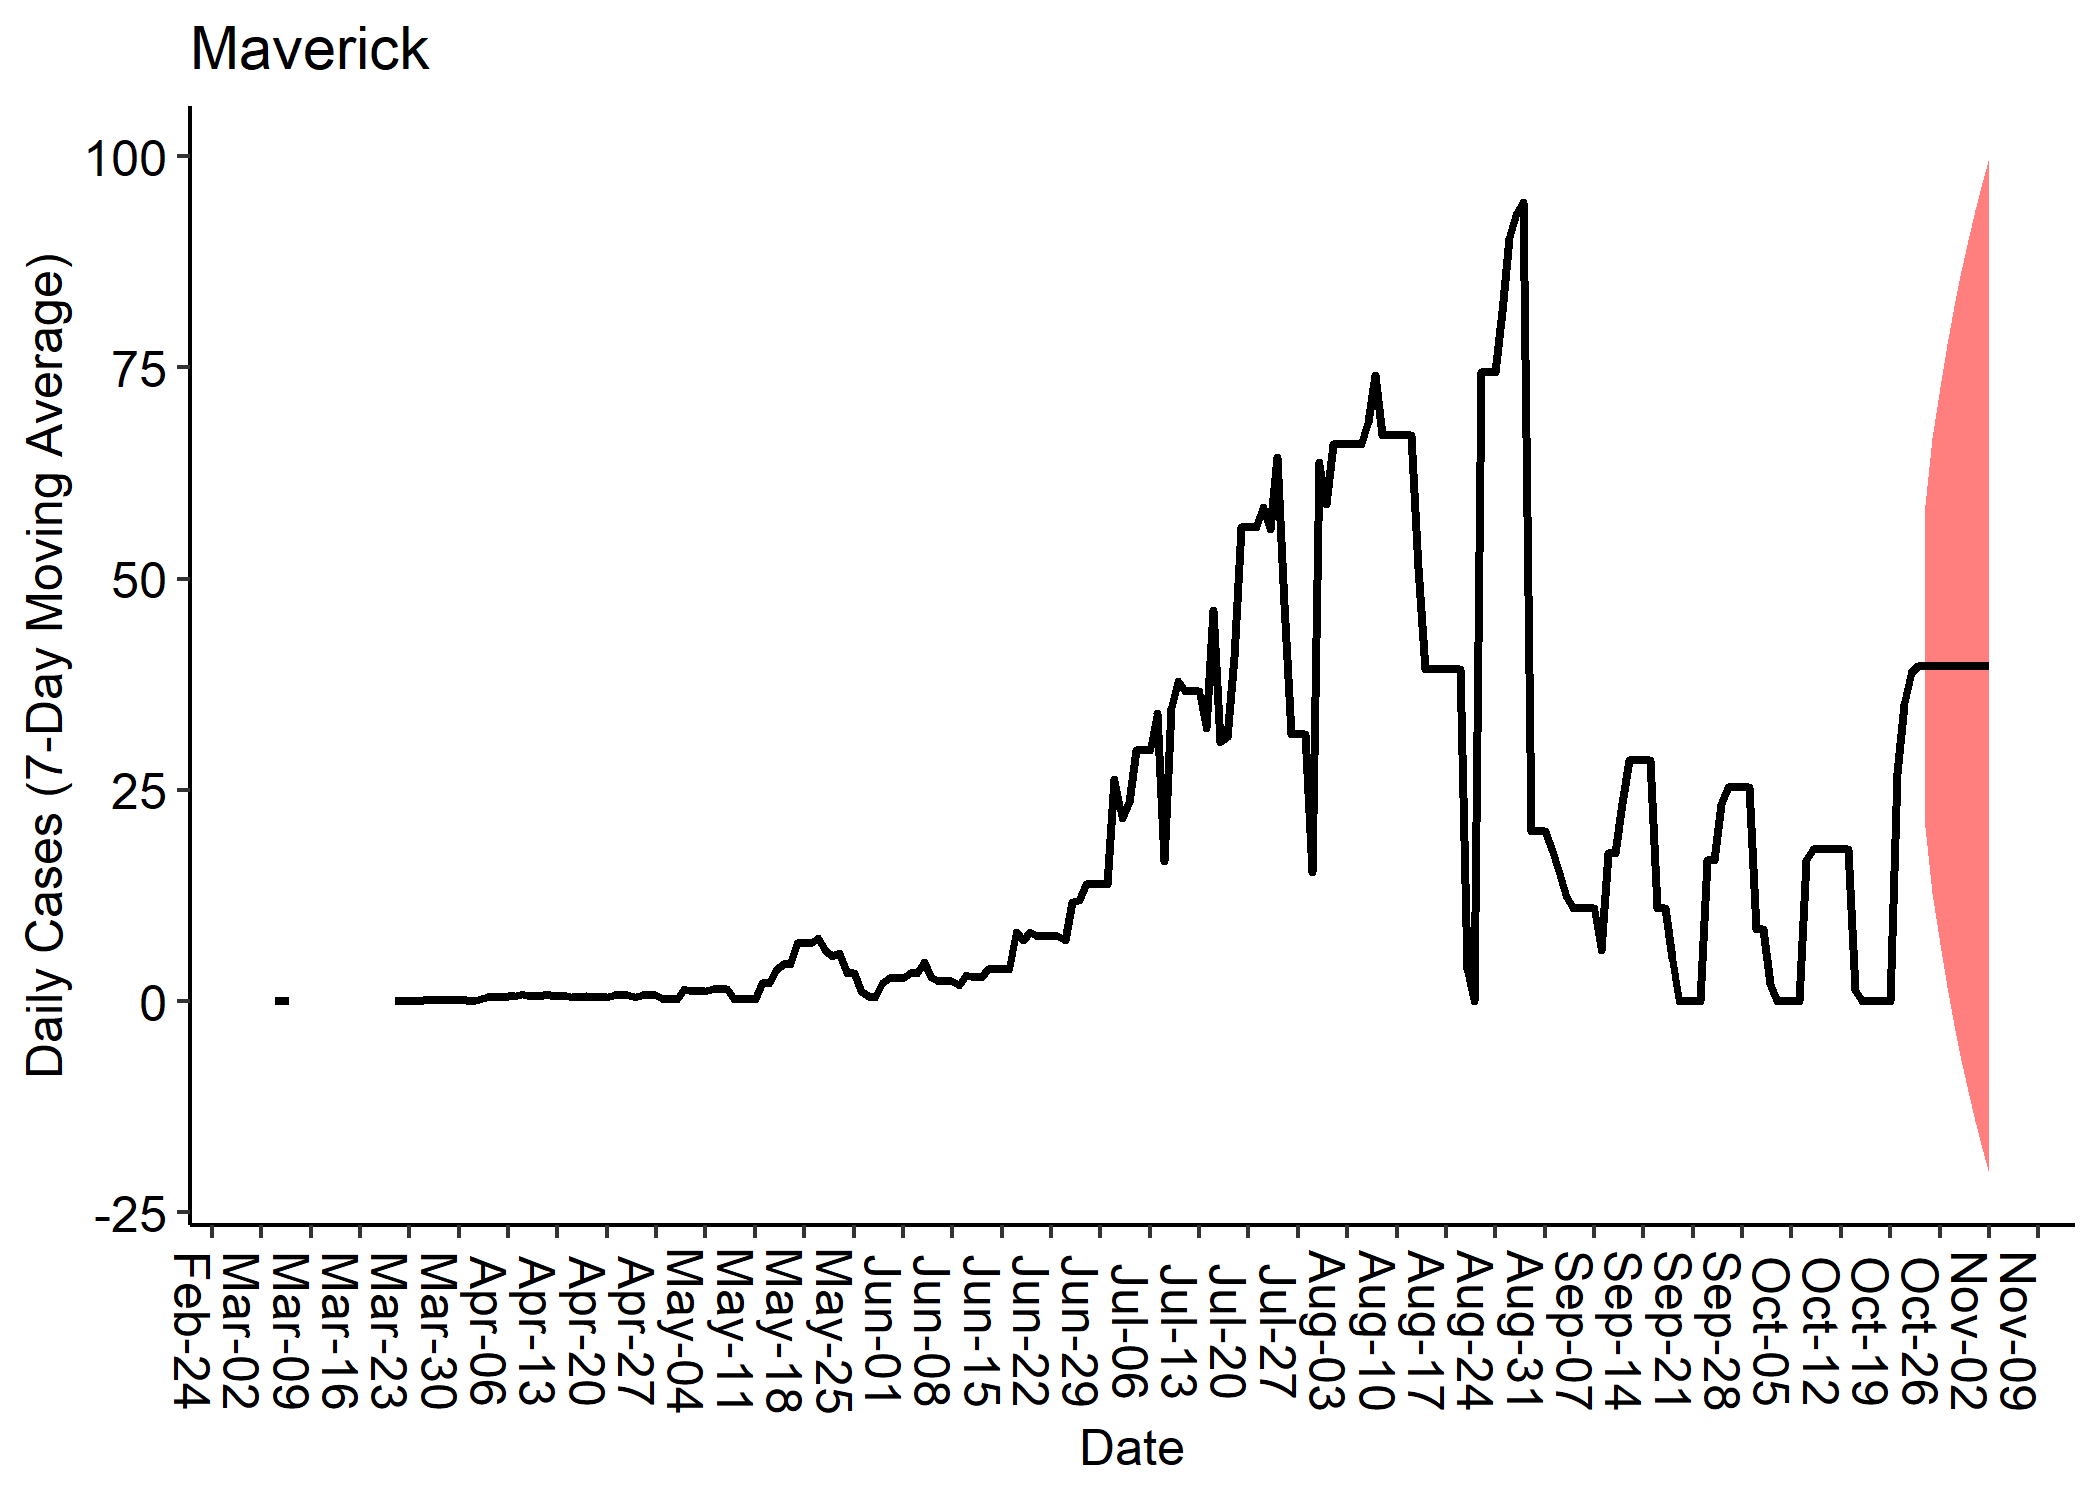 Maverick
Daily Cases (7-Day Moving Average)
100
75
50
25
0
-25
Feb-24
Mar-02
Mar-09
Mar-16
Mar-23
Mar-30
Apr-06
Apr-13
Apr-20
Apr-27
May-04
May-11
May-18
May-25
Jun-01
Jun-08
Jun-15
Jun-22
Jun-29
Jul-06
Jul-13
Jul-20
Jul-27
Aug-03
Aug-10
Aug-17
Aug-24
Aug-31
Sep-07
Sep-14
Sep-21
Sep-28
Oct-05
Oct-12
Oct-19
Oct-26
Nov-02
Nov-09
Date